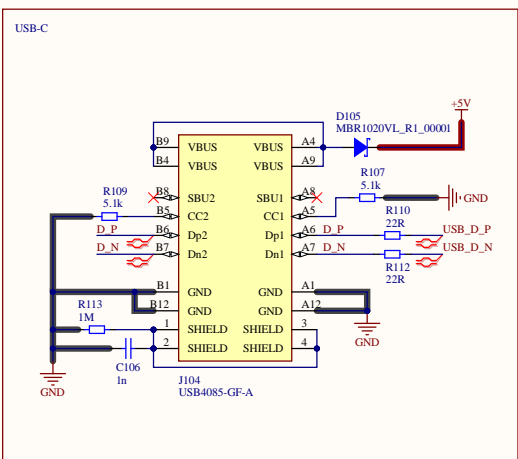 USB-C
+5V
D105
MBR1020VL_R1_00001
B9 VBUS VBUS A4
B4 VBUS VBUS A9
R107
5.1k
B8 SBU2 SBU1 A8
R109
5.1k
B5 CC2 CC1 A5
GND
R110
22R
D_P B6 Dp2 Dp1 A6 D_P USB_D_P
D_N B7 Dn2 Dn1 A7 D_N USB_D_N
R112
22R
B1 GND GND A1
B12 GND GND A12
R113
1M
1 SHIELD SHIELD 3
2 SHIELD SHIELD 4
GND
C106
1n
GND
J104
USB4085-GF-A